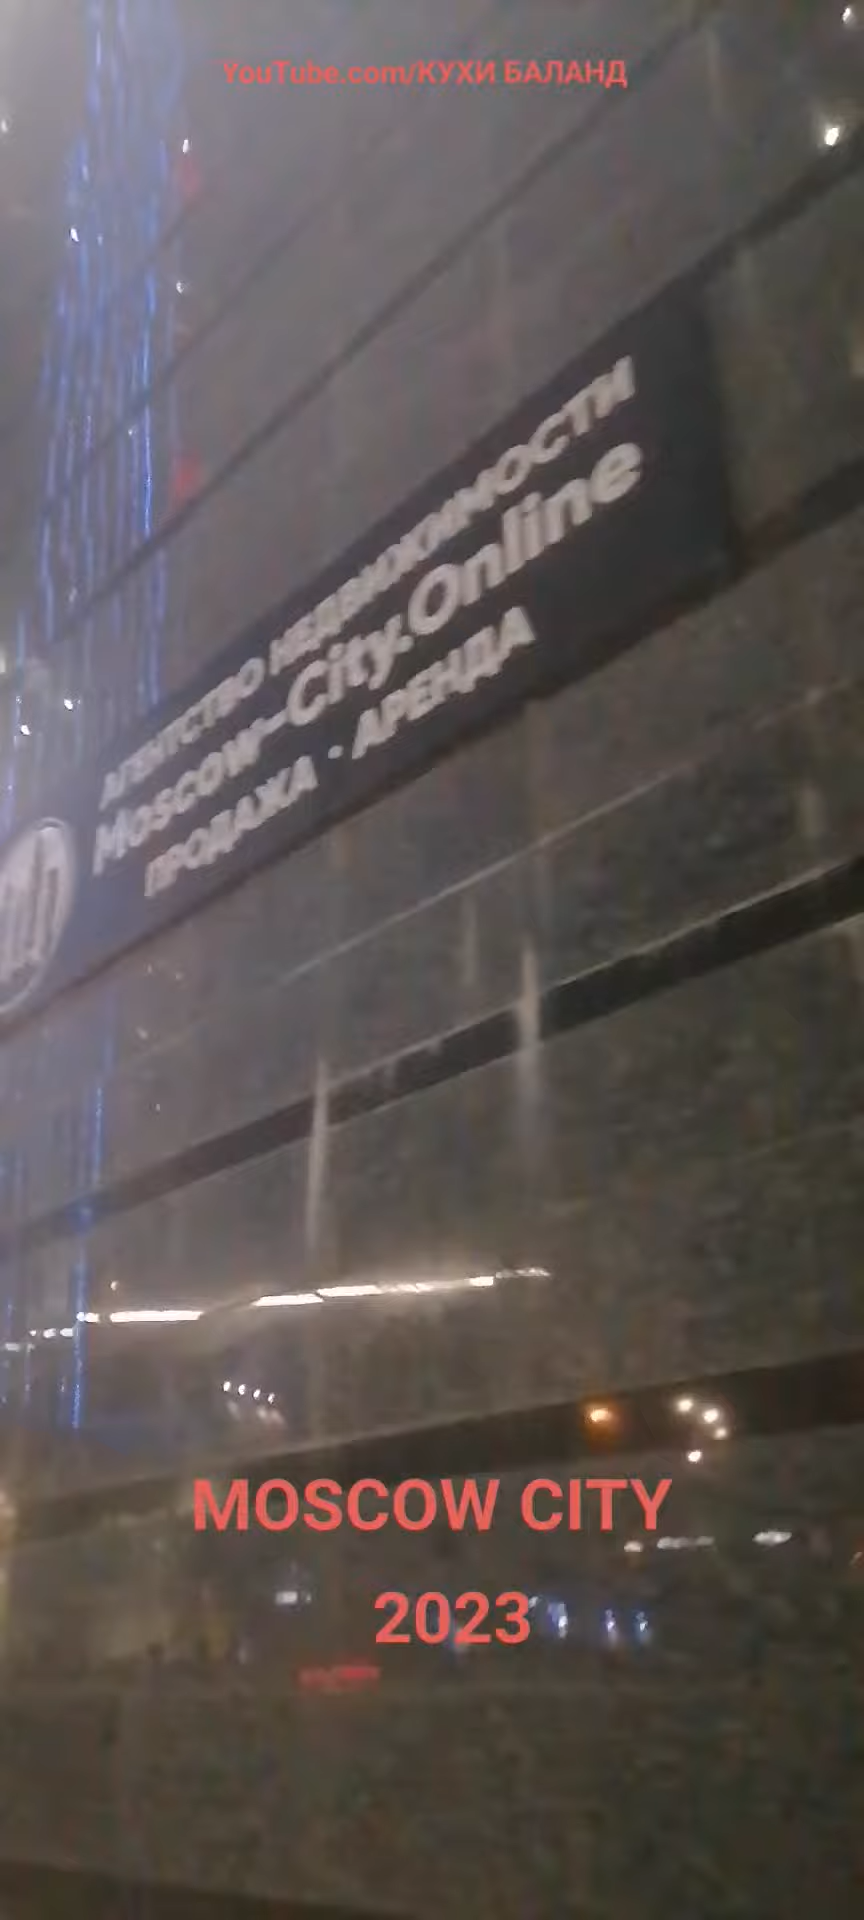 YouTube.com/КУХИ БАЛАНД
АГЕНТСТВО НЕДВИЖИМОСТИ
Moscow-City.Online
ПРОДАЖА · АРЕНДА
MOSCOW CITY
2023